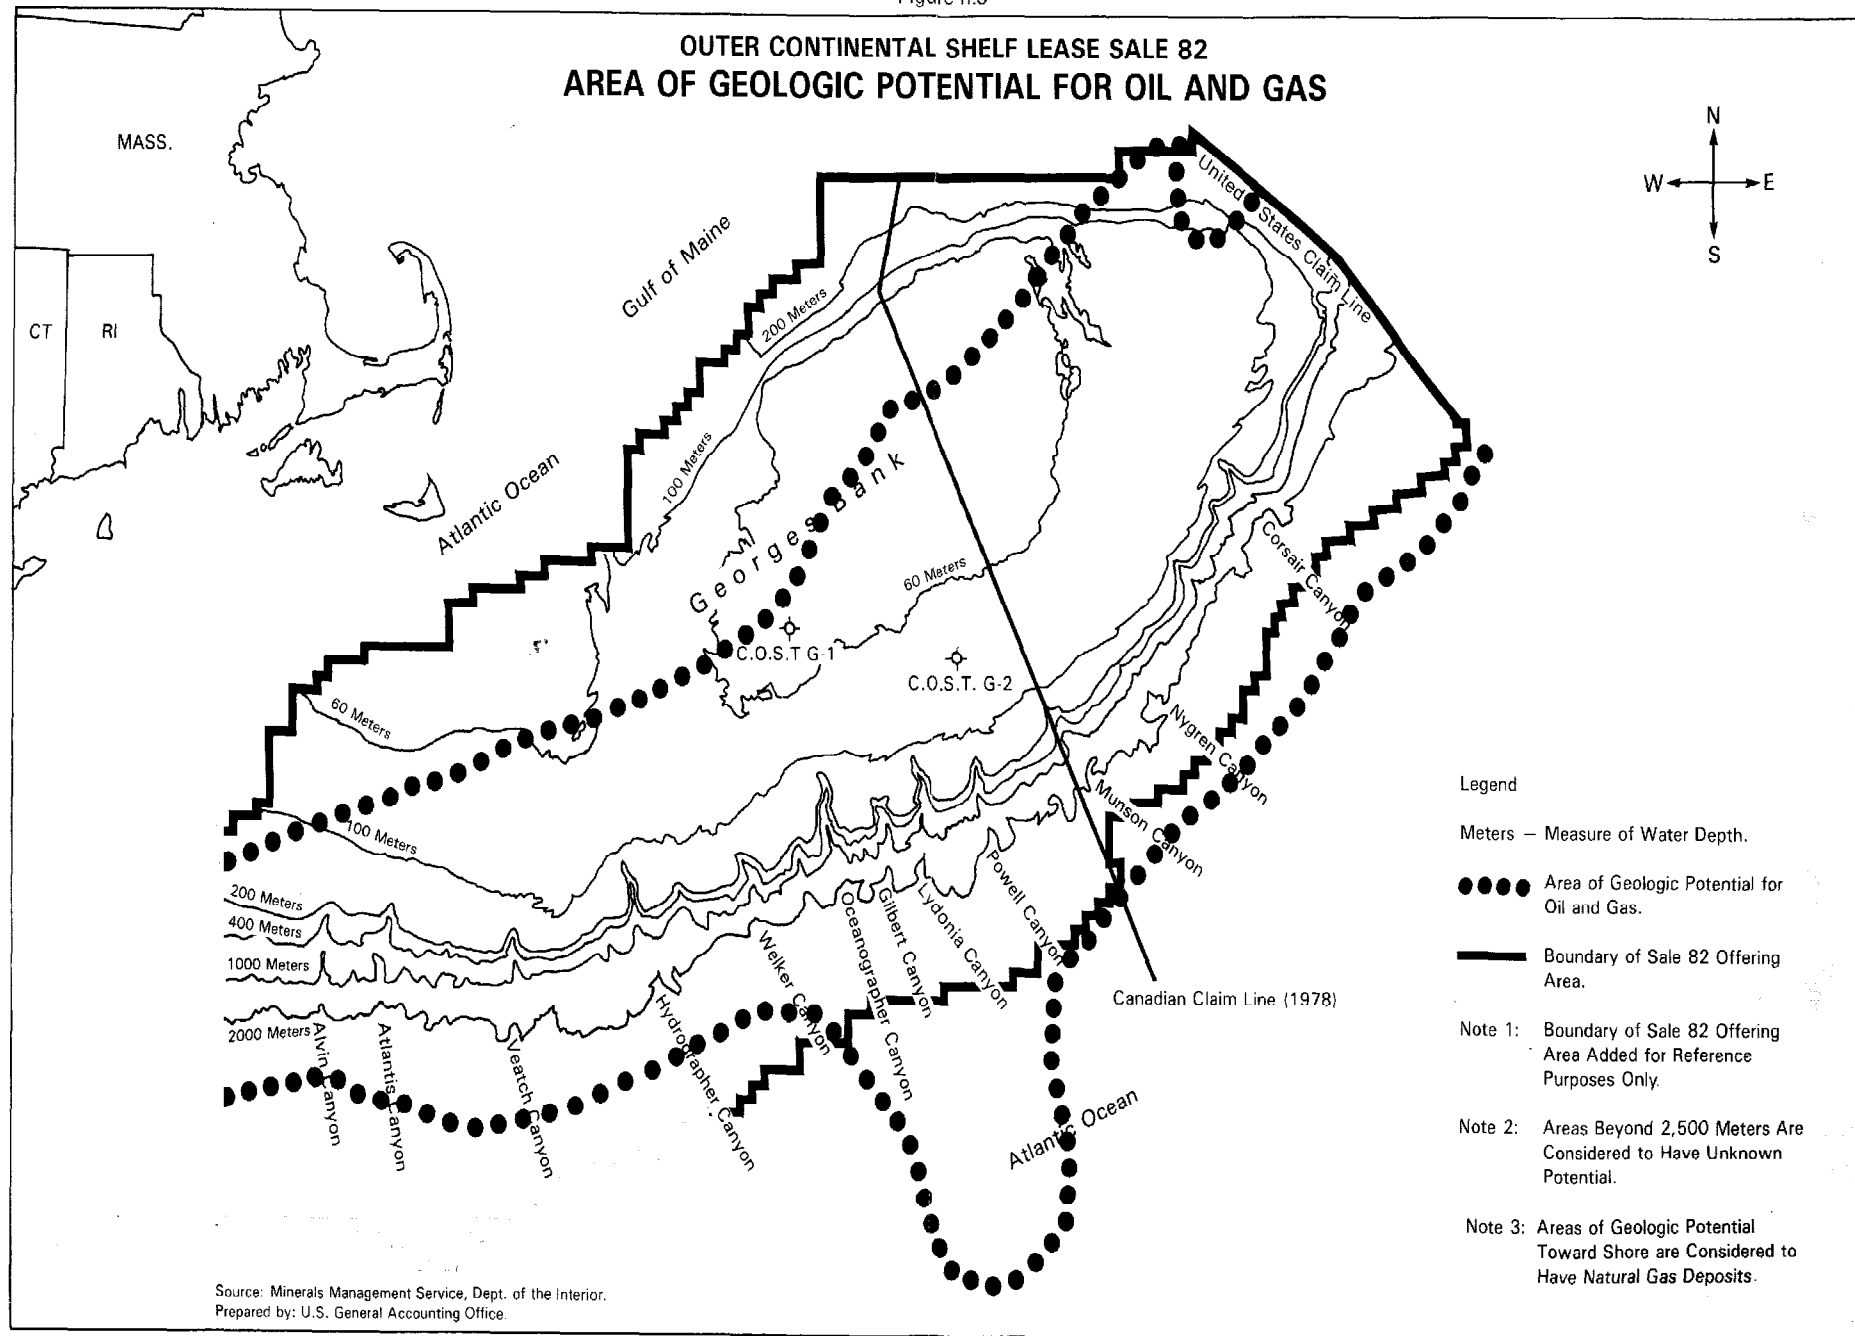 Figure II.3
OUTER CONTINENTAL SHELF LEASE SALE 82
AREA OF GEOLOGIC POTENTIAL FOR OIL AND GAS
N
W E
S
MASS.
CT
RI
Gulf of Maine
Atlantic Ocean
United States Claim Line
200 Meters
100 Meters
Georges Bank
60 Meters
C.O.S.T G-1
C.O.S.T. G-2
60 Meters
100 Meters
200 Meters
400 Meters
1000 Meters
2000 Meters
Alvin Canyon
Atlantis Canyon
Veatch Canyon
Hydrographer Canyon
Welker Canyon
Oceanographer Canyon
Gilbert Canyon
Lydonia Canyon
Powell Canyon
Munson Canyon
Nygren Canyon
Corsair Canyon
Canadian Claim Line (1978)
Atlantic Ocean
Legend
Meters – Measure of Water Depth.
Area of Geologic Potential for
Oil and Gas.
Boundary of Sale 82 Offering
Area.
Note 1: Boundary of Sale 82 Offering
Area Added for Reference
Purposes Only.
Note 2: Areas Beyond 2,500 Meters Are
Considered to Have Unknown
Potential.
Note 3: Areas of Geologic Potential
Toward Shore are Considered to
Have Natural Gas Deposits.
Source: Minerals Management Service, Dept. of the Interior.
Prepared by: U.S. General Accounting Office.